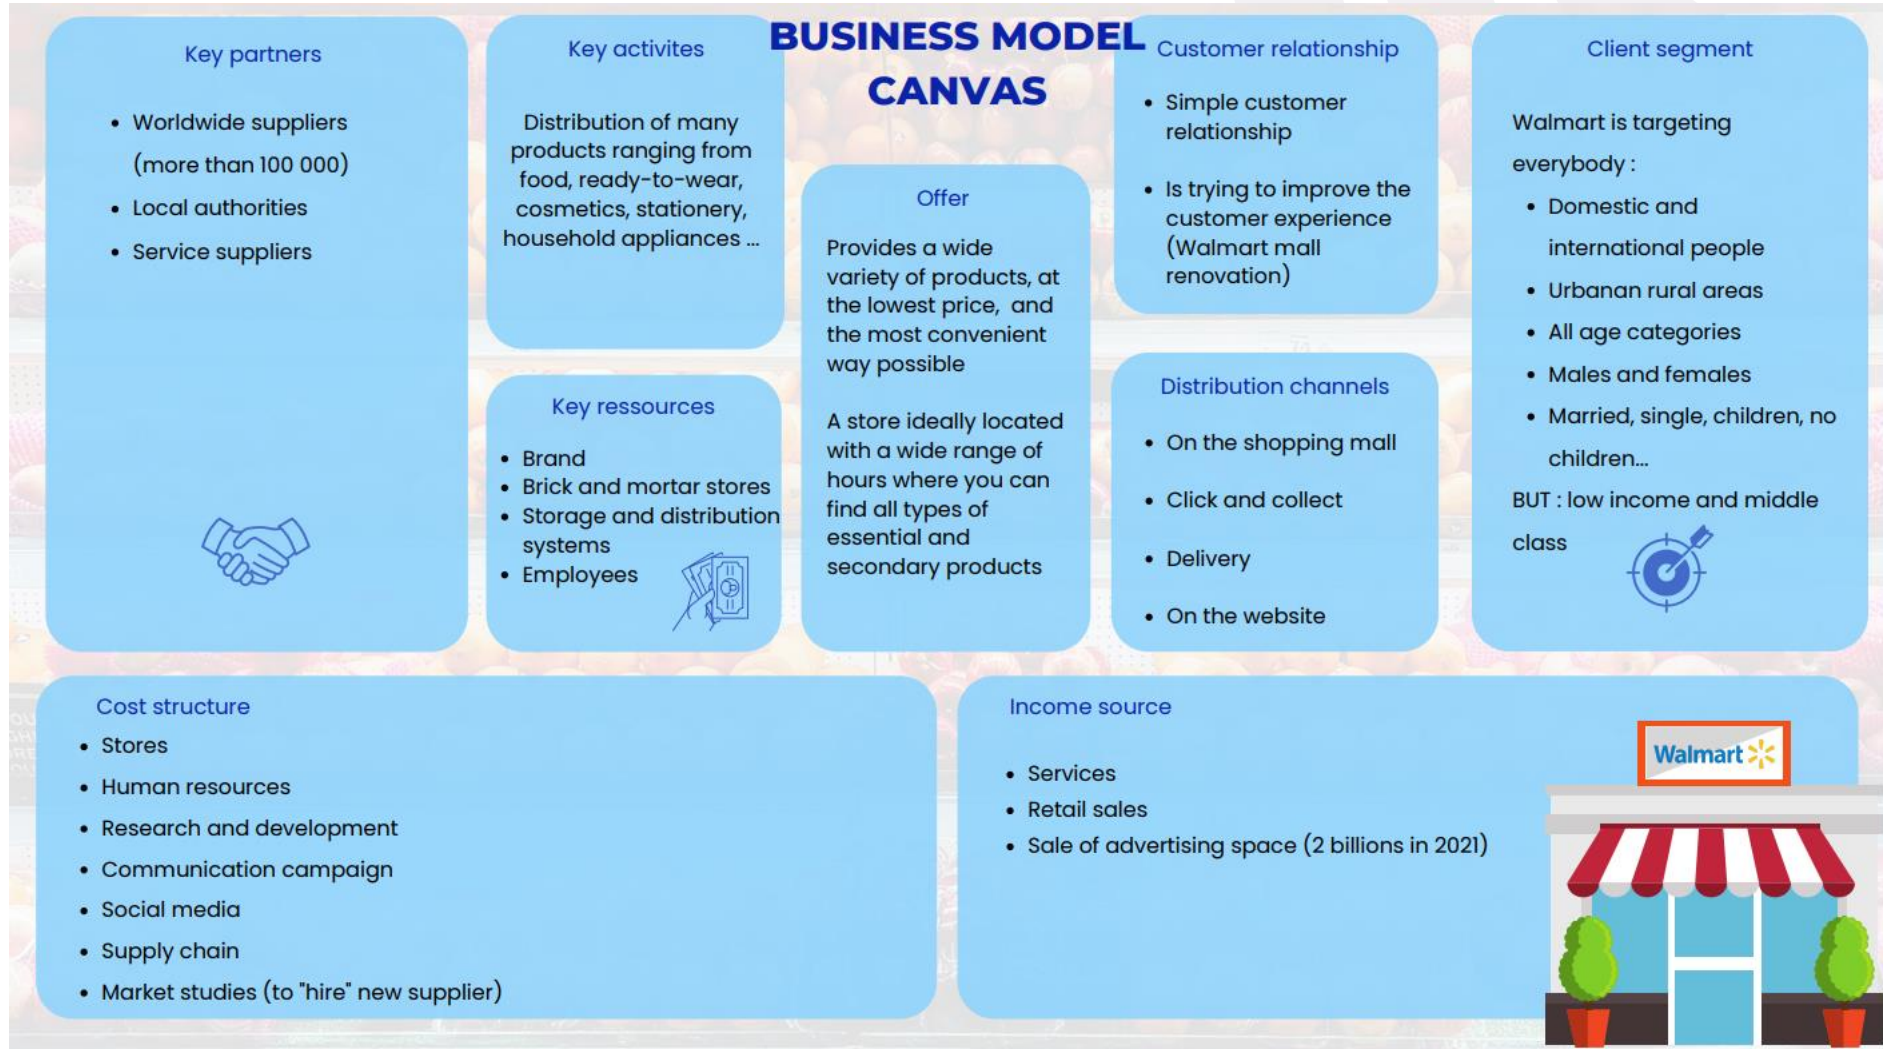 BUSINESS MODEL
CANVAS
Key partners
• Worldwide suppliers
(more than 100 000)
• Local authorities
• Service suppliers
Key activites
Distribution of many
products ranging from
food, ready-to-wear,
cosmetics, stationery,
household appliances ...
Key ressources
• Brand
• Brick and mortar stores
• Storage and distribution
systems
• Employees
Offer
Provides a wide
variety of products, at
the lowest price, and
the most convenient
way possible
A store ideally located
with a wide range of
hours where you can
find all types of
essential and
secondary products
Customer relationship
• Simple customer
relationship
• Is trying to improve the
customer experience
(Walmart mall
renovation)
Distribution channels
• On the shopping mall
• Click and collect
• Delivery
• On the website
Client segment
Walmart is targeting
everybody :
• Domestic and
international people
• Urbanan rural areas
• All age categories
• Males and females
• Married, single, children, no
children...
BUT : low income and middle
class
Cost structure
• Stores
• Human resources
• Research and development
• Communication campaign
• Social media
• Supply chain
• Market studies (to "hire" new supplier)
Income source
• Services
• Retail sales
• Sale of advertising space (2 billions in 2021)
Walmart